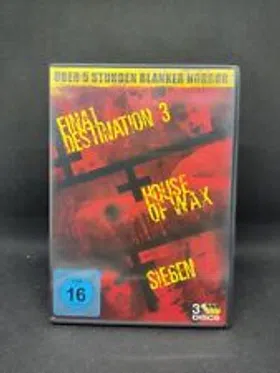 ÜBER 5 STUNDEN BLANKER HORROR
FINAL
DESTINATION 3
HOUSE
OF WAX
SIEBEN
16
3
DISCS